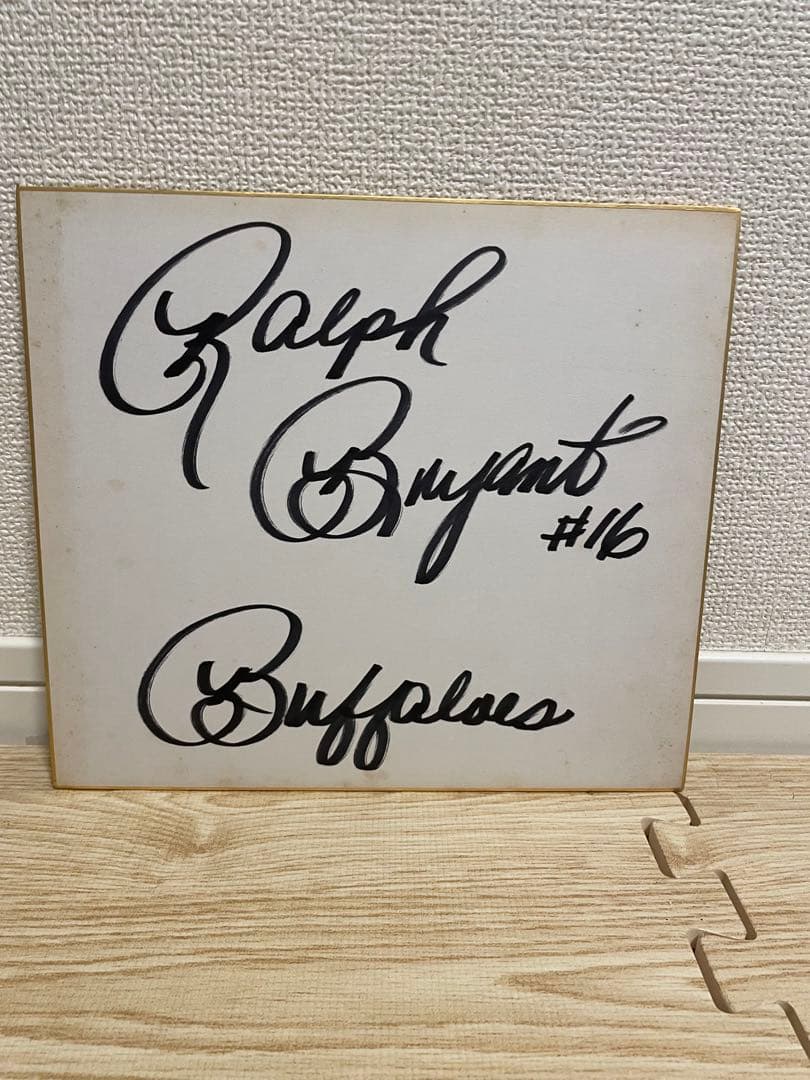 Ralph
Bryant
#16
Buffaloes